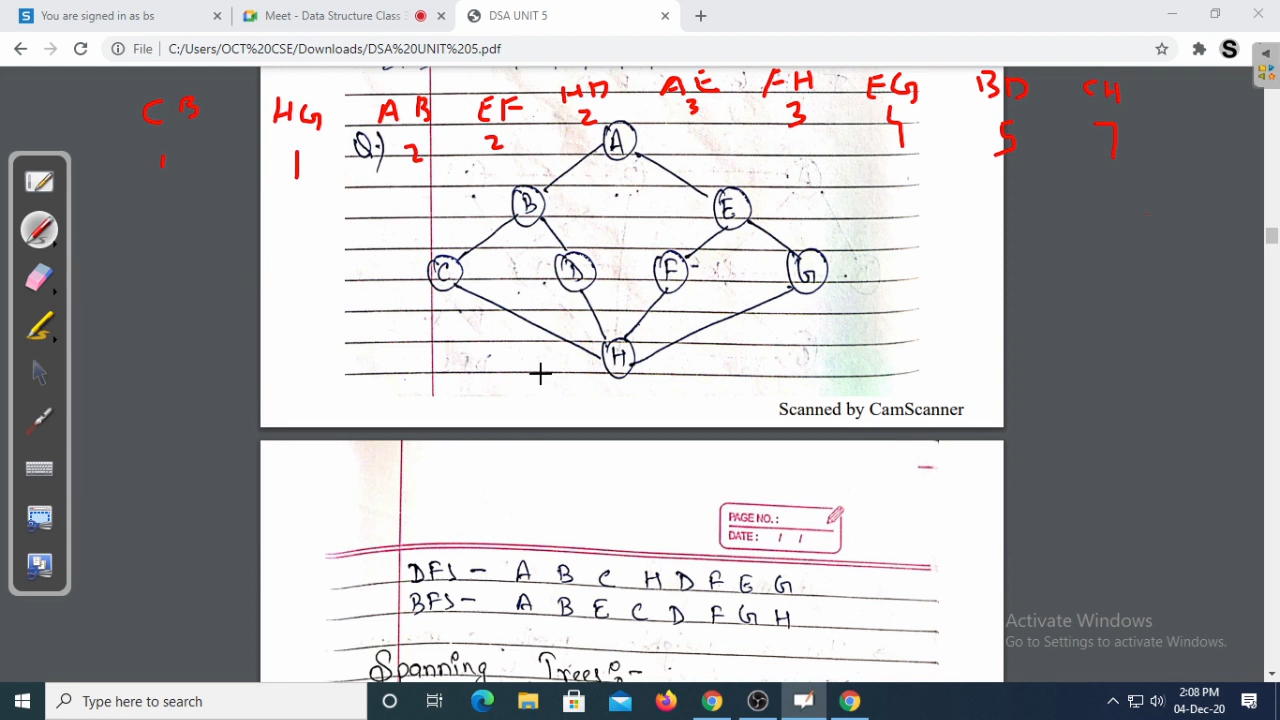 You are signed in as bs
Meet - Data Structure Class
DSA UNIT 5
File
C:/Users/OCT%20CSE/Downloads/DSA%20UNIT%205.pdf
S
CB HG AB EF HD AE FH EG BD CH
1 1 2 2 2 3 3 4 5 7
Q:)
A
B E
C D F G
H
Scanned by CamScanner
PAGE NO.:
DATE: / /
DFS - A B C H D F E G
BFS - A B E C D F G H
Spanning Trees:-
Activate Windows
Go to Settings to activate Windows.
Type here to search
2:08 PM
04-Dec-20